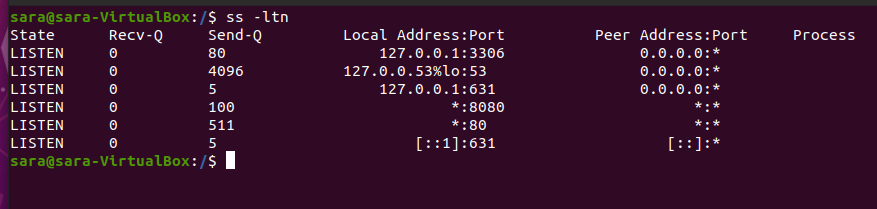 sara@sara-VirtualBox:/$ ss -ltn
State Recv-Q Send-Q Local Address:Port Peer Address:Port Process
LISTEN 0 80 127.0.0.1:3306 0.0.0.0:*
LISTEN 0 4096 127.0.0.53%lo:53 0.0.0.0:*
LISTEN 0 5 127.0.0.1:631 0.0.0.0:*
LISTEN 0 100 *:8080 *:*
LISTEN 0 511 *:80 *:*
LISTEN 0 5 [::1]:631 [::]:*
sara@sara-VirtualBox:/$